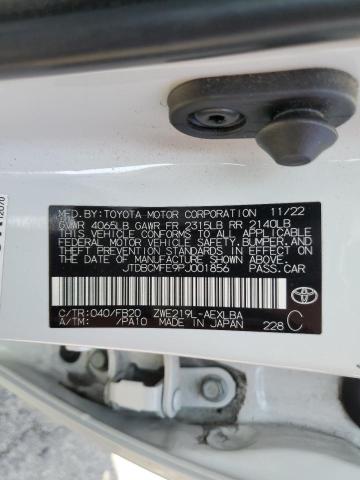 MFD. BY: TOYOTA MOTOR CORPORATION 11/22
GVWR 4065LB GAWR FR 2315LB RR 2140LB
THIS VEHICLE CONFORMS TO ALL APPLICABLE
FEDERAL MOTOR VEHICLE SAFETY, BUMPER, AND
THEFT PREVENTION STANDARDS IN EFFECT ON
THE DATE OF MANUFACTURE SHOWN ABOVE.
JTDBCMFE9PJ001856 PASS.CAR
C/TR: 040/FB20 ZWE219L-AEXLBA
A/TM: /PA10 MADE IN JAPAN 228 C
TOYOTA